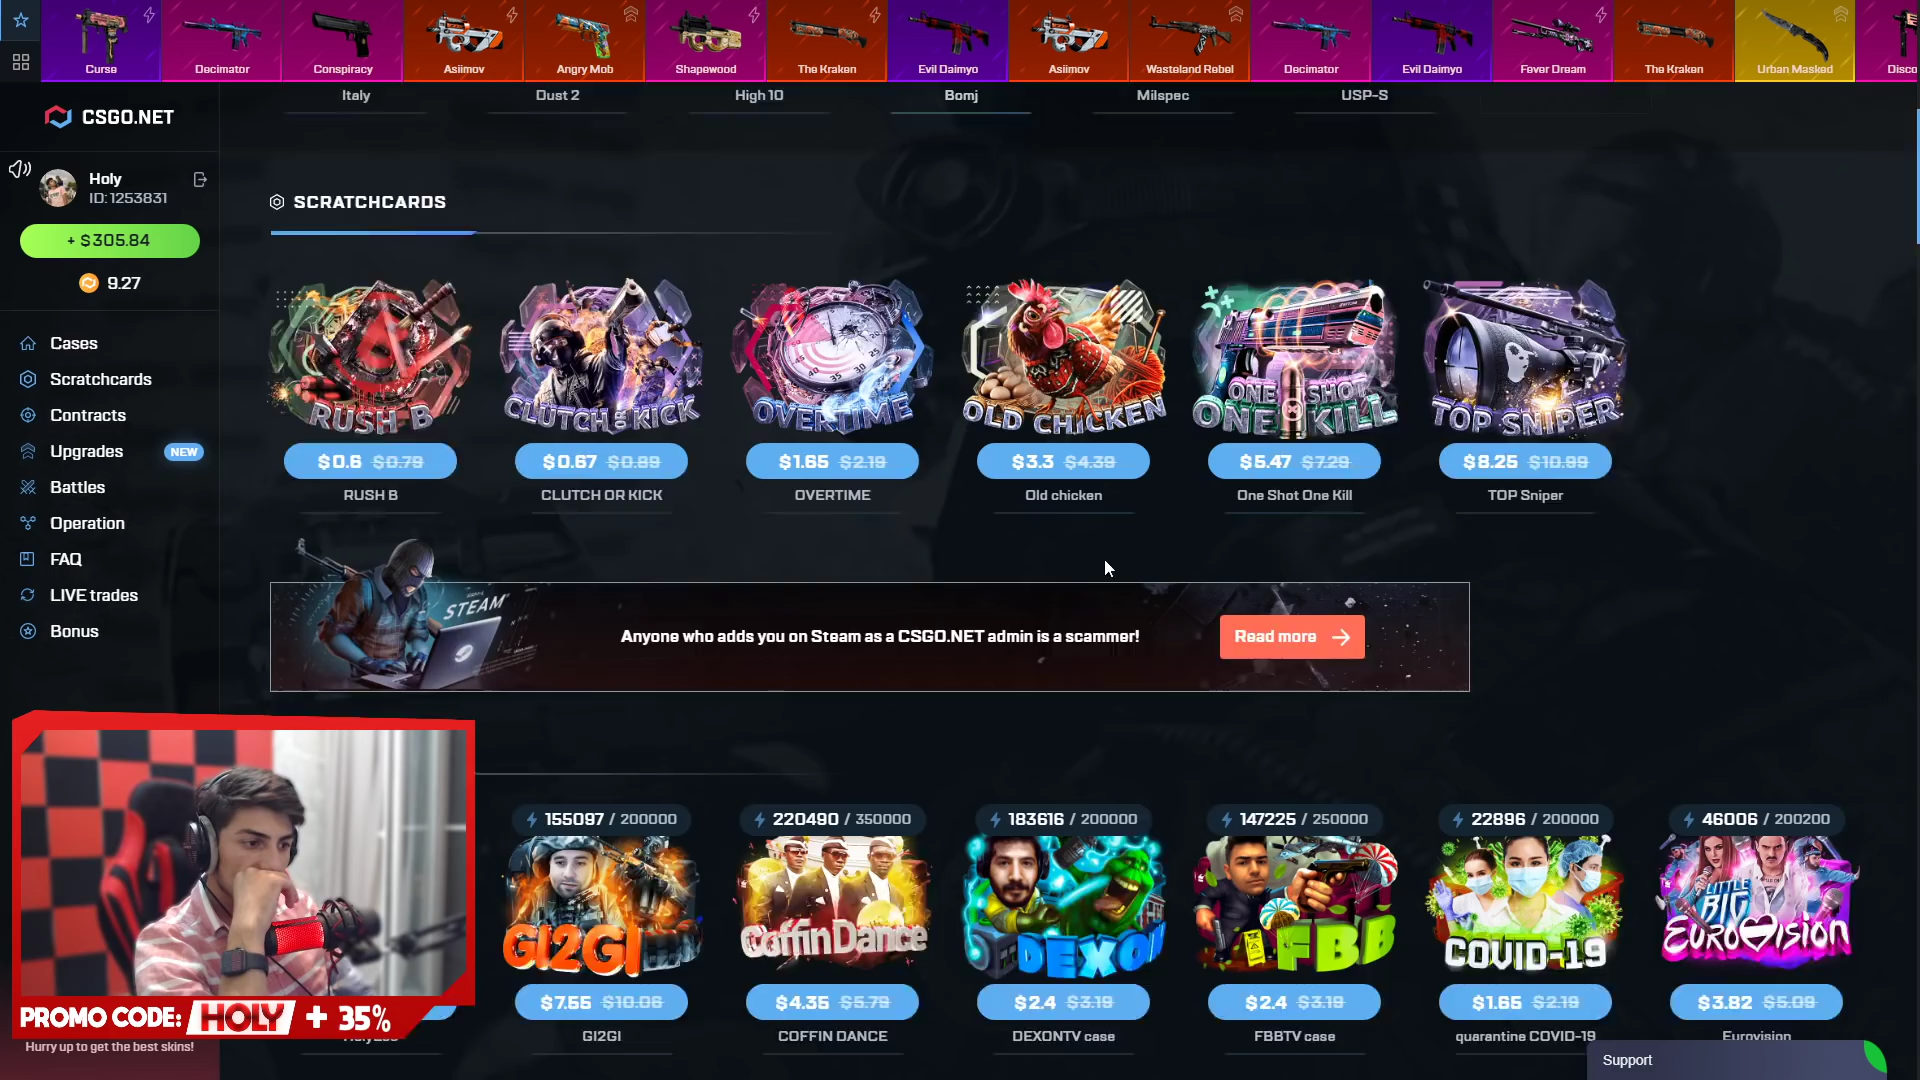 Curse
Decimator
Conspiracy
Asiimov
Angry Mob
Shapewood
The Kraken
Evil Daimyo
Asiimov
Wasteland Rebel
Decimator
Evil Daimyo
Fever Dream
The Kraken
Urban Masked
Disco
Italy
Dust 2
High 10
Bomj
Milspec
USP-S
CSGO.NET
Holy
ID: 1253831
+ $305.84
9.27
Cases
Scratchcards
Contracts
Upgrades NEW
Battles
Operation
FAQ
LIVE trades
Bonus
SCRATCHCARDS
RUSH B
CLUTCH OR KICK
OVERTIME
OLD CHICKEN
ONE SHOT
ONE KILL
TOP SNIPER
$0.6 $0.79
$0.67 $0.89
$1.65 $2.19
$3.3 $4.39
$5.47 $7.29
$8.25 $10.99
RUSH B
CLUTCH OR KICK
OVERTIME
Old chicken
One Shot One Kill
TOP Sniper
STEAM
Anyone who adds you on Steam as a CSGO.NET admin is a scammer!
Read more
155097 / 200000
220490 / 350000
183616 / 200000
147225 / 250000
22896 / 200000
46006 / 200200
GI2GI
Coffin Dance
DEXON
FBB
COVID-19
LITTLE
BIG
EUROVISION
$7.55 $10.06
$4.35 $5.79
$2.4 $3.19
$2.4 $3.19
$1.65 $2.19
$3.82 $5.09
GI2GI
COFFIN DANCE
DEXONTV case
FBBTV case
quarantine COVID-19
Eurovision
PROMO CODE: HOLY + 35%
Hurry up to get the best skins!
Support